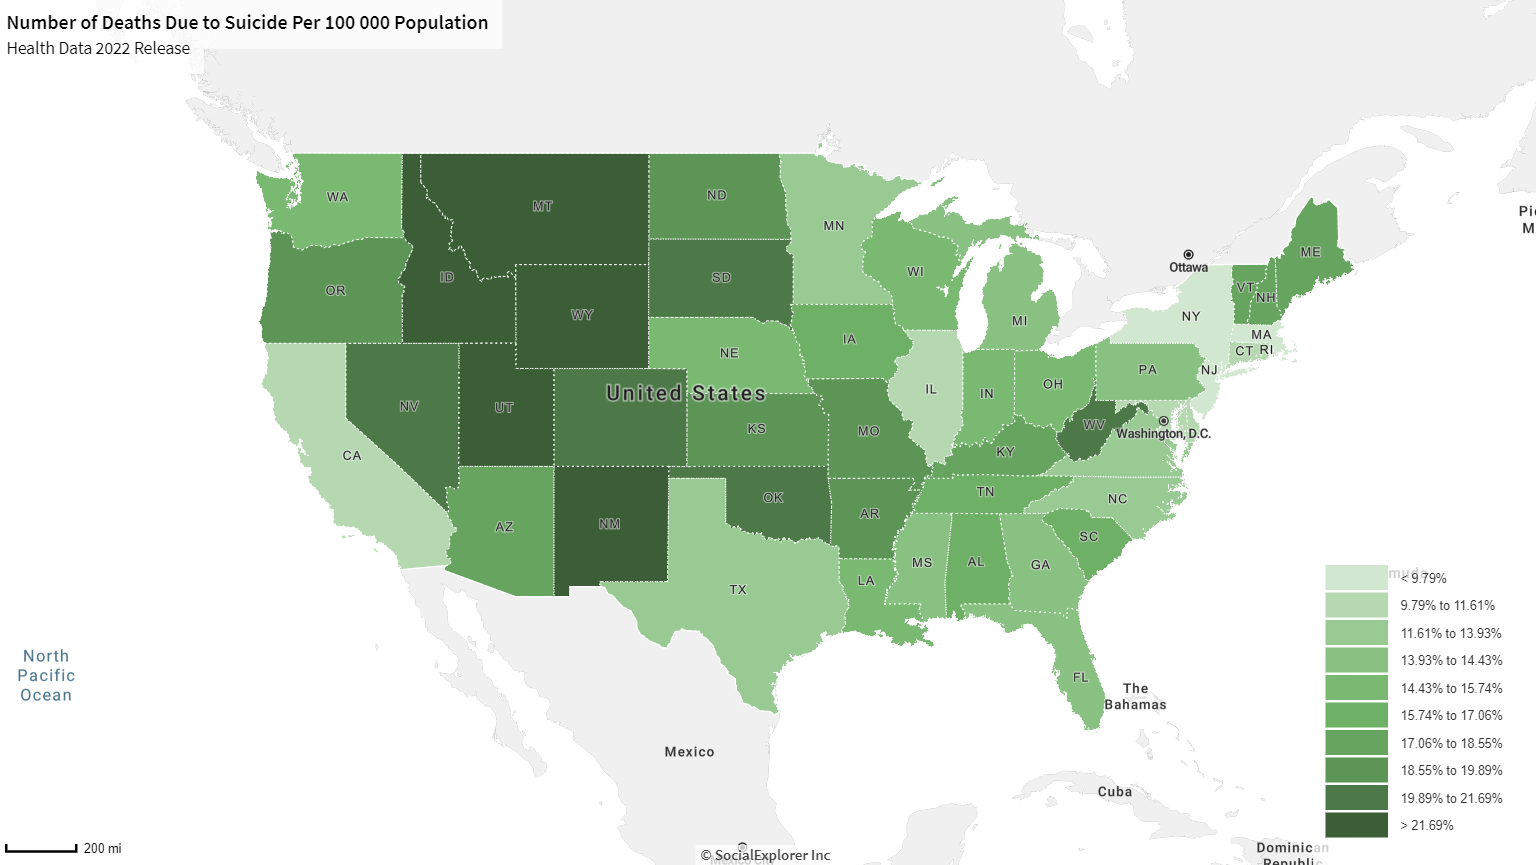 Number of Deaths Due to Suicide Per 100 000 Population
Health Data 2022 Release
WA
MT
ND
MN
ME
Ottawa
OR
ID
WY
SD
WI
MI
VT
NH
NY
MA
CT RI
IA
NE
United States
IL
IN
OH
PA
NJ
NV
UT
KS
MO
WV
Washington, D.C.
CA
KY
AZ
NM
OK
AR
TN
NC
SC
TX
LA
MS
AL
GA
FL
North
Pacific
Ocean
The
Bahamas
Mexico
Cuba
Dominican
Mexico City
< 9.79%
9.79% to 11.61%
11.61% to 13.93%
13.93% to 14.43%
14.43% to 15.74%
15.74% to 17.06%
17.06% to 18.55%
18.55% to 19.89%
19.89% to 21.69%
> 21.69%
200 mi
© SocialExplorer Inc